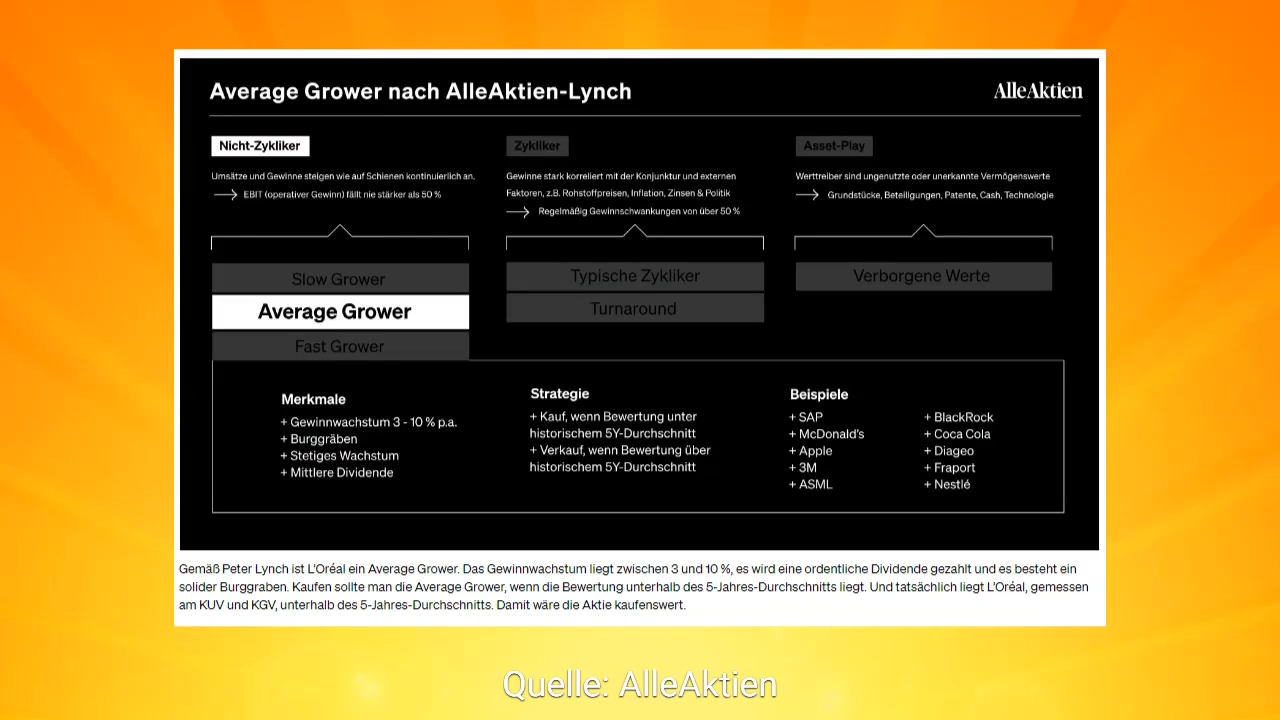 Average Grower nach AlleAktien-Lynch
AlleAktien
Nicht-Zykliker
Umsätze und Gewinne steigen wie auf Schienen kontinuierlich an.
EBIT (operativer Gewinn) fällt nie stärker als 50 %
Zykliker
Gewinne stark korreliert mit der Konjunktur und externen
Faktoren, z.B. Rohstoffpreisen, Inflation, Zinsen & Politik
Regelmäßig Gewinnschwankungen von über 50 %
Asset-Play
Werttreiber sind ungenutzte oder unerkannte Vermögenswerte
Grundstücke, Beteiligungen, Patente, Cash, Technologie
Slow Grower
Average Grower
Fast Grower
Typische Zykliker
Turnaround
Verborgene Werte
Merkmale
+ Gewinnwachstum 3 - 10 % p.a.
+ Burggräben
+ Stetiges Wachstum
+ Mittlere Dividende
Strategie
+ Kauf, wenn Bewertung unter
historischem 5Y-Durchschnitt
+ Verkauf, wenn Bewertung über
historischem 5Y-Durchschnitt
Beispiele
+ SAP
+ McDonald's
+ Apple
+ 3M
+ ASML
+ BlackRock
+ Coca Cola
+ Diageo
+ Fraport
+ Nestlé
Gemäß Peter Lynch ist L'Oréal ein Average Grower. Das Gewinnwachstum liegt zwischen 3 und 10 %, es wird eine ordentliche Dividende gezahlt und es besteht ein
solider Burggraben. Kaufen sollte man die Average Grower, wenn die Bewertung unterhalb des 5-Jahres-Durchschnitts liegt. Und tatsächlich liegt L'Oréal, gemessen
am KUV und KGV, unterhalb des 5-Jahres-Durchschnitts. Damit wäre die Aktie kaufenswert.
Quelle: AlleAktien